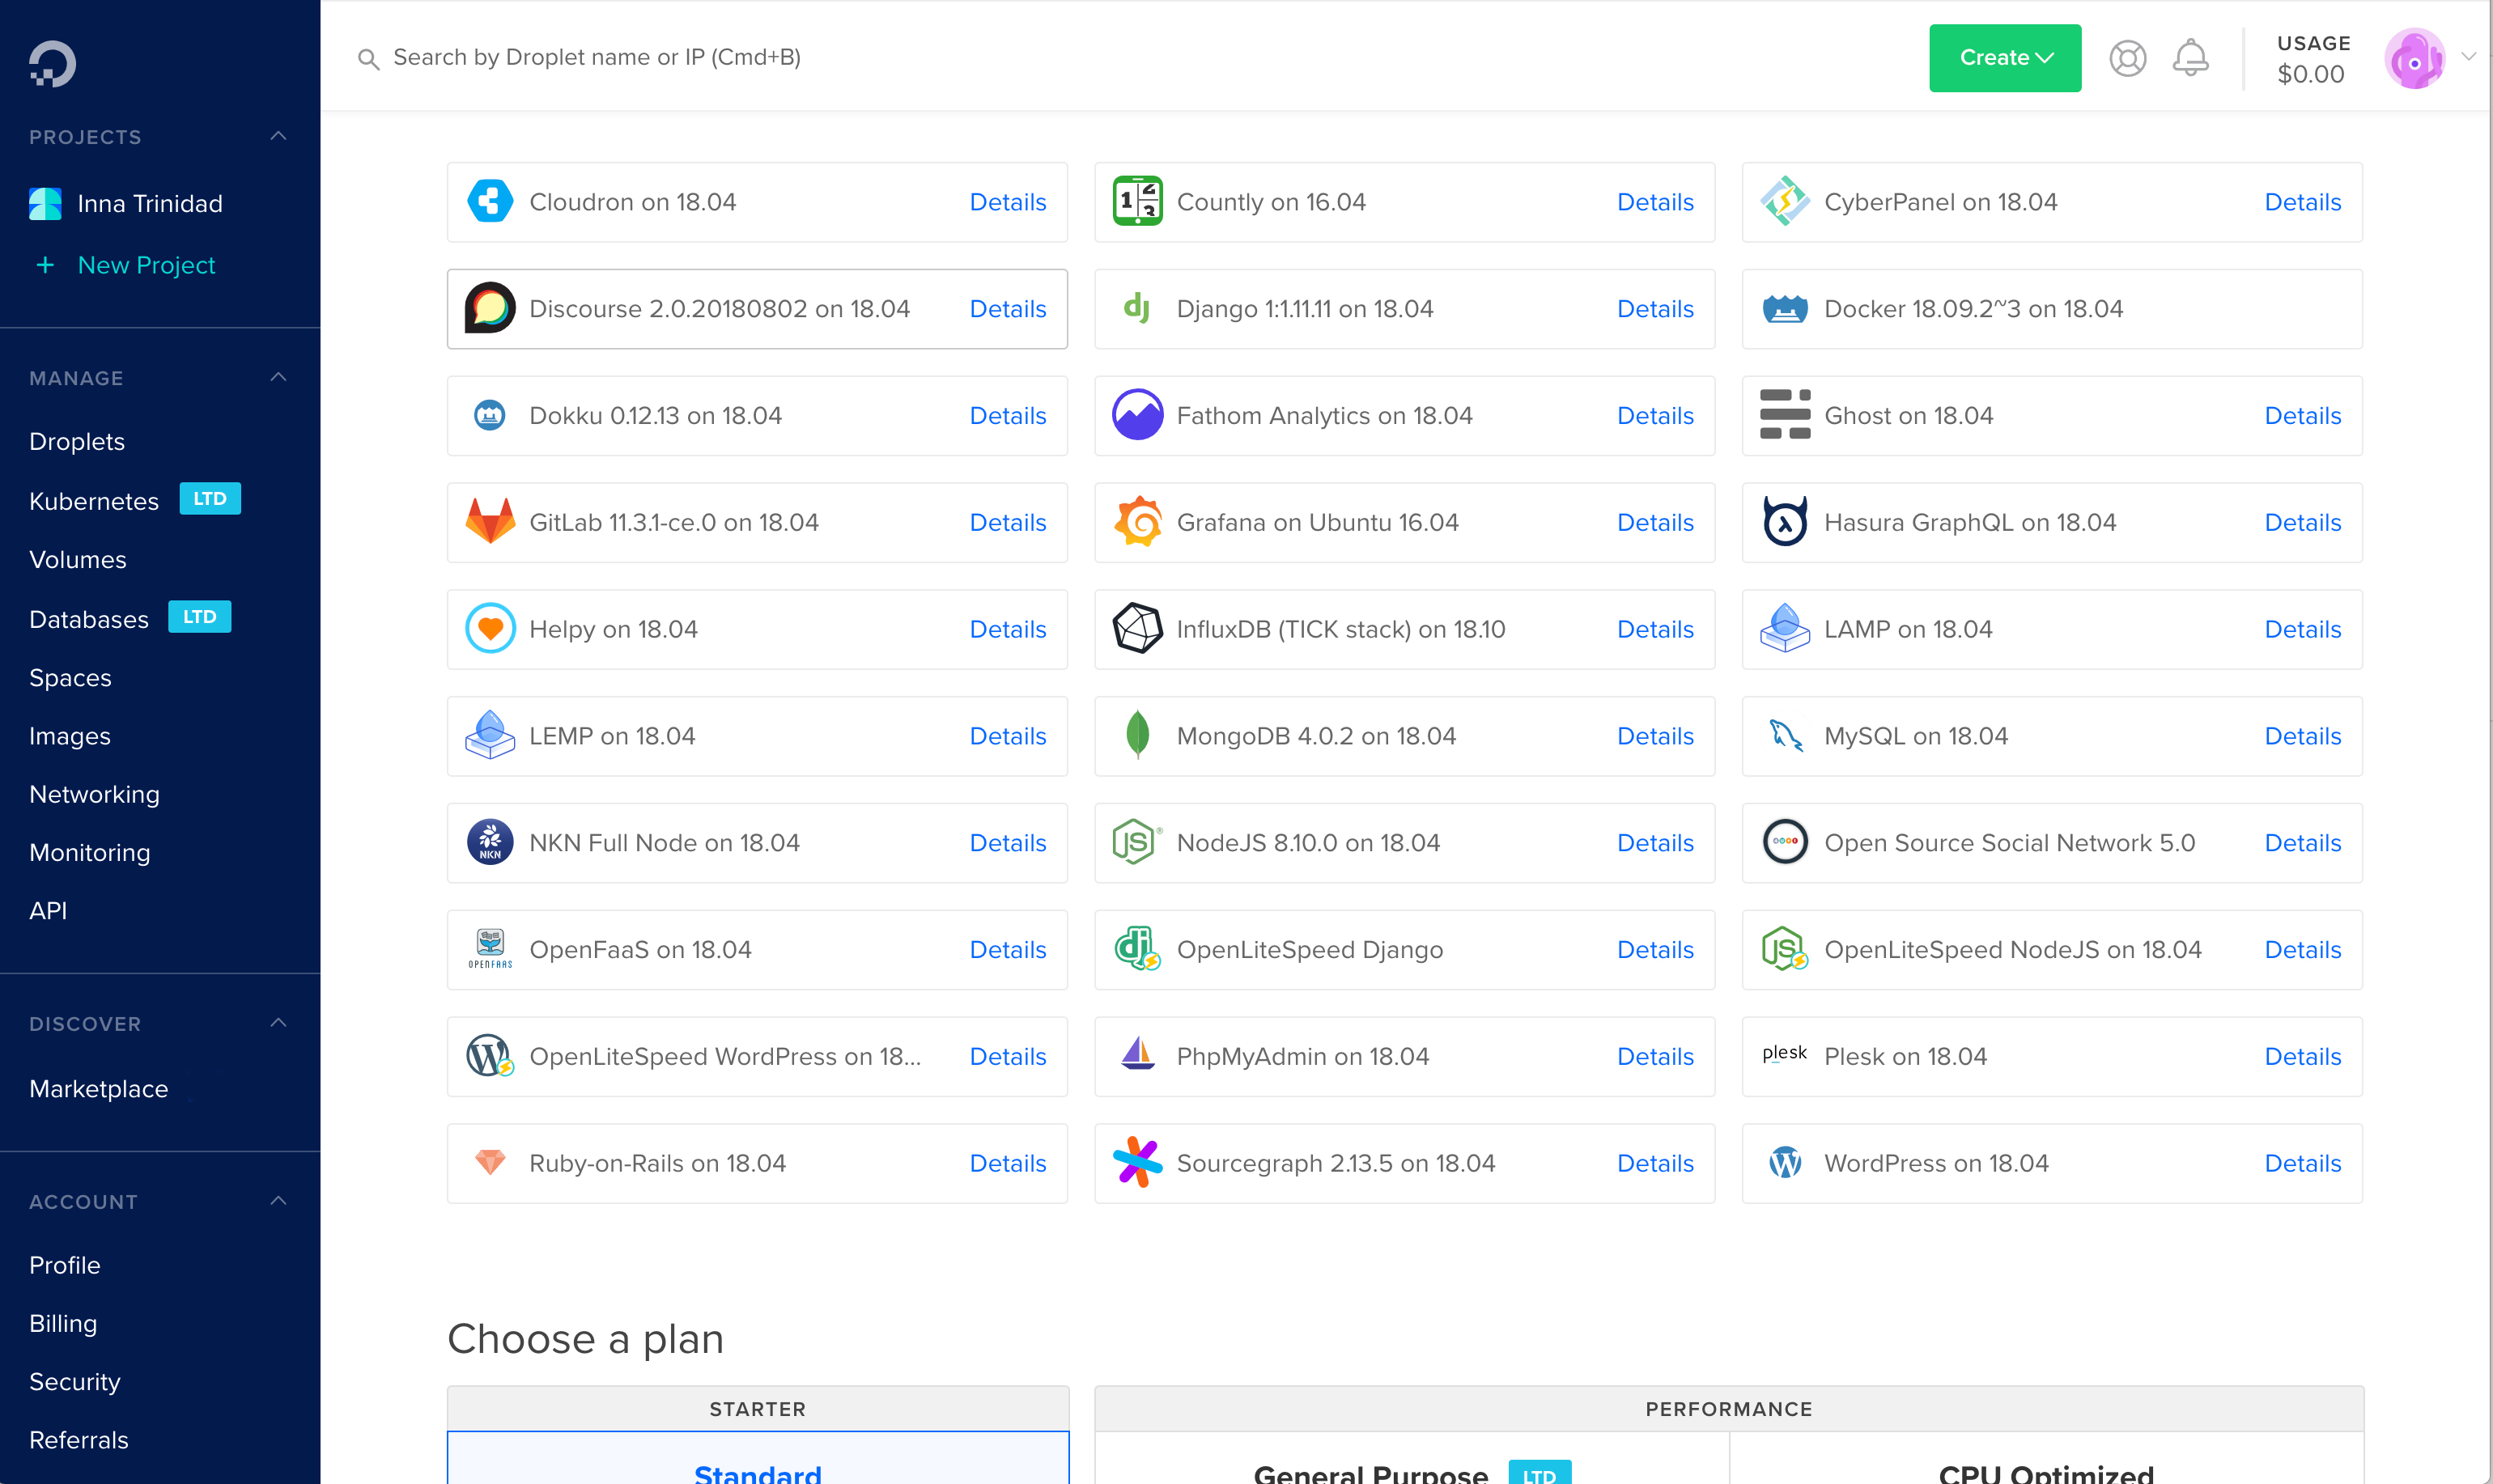 PROJECTS
Inna Trinidad
+ New Project
MANAGE
Droplets
Kubernetes LTD
Volumes
Databases LTD
Spaces
Images
Networking
Monitoring
API
DISCOVER
Marketplace
ACCOUNT
Profile
Billing
Security
Referrals
Search by Droplet name or IP (Cmd+B)
Create
USAGE
$0.00
Cloudron on 18.04 Details
Countly on 16.04 Details
CyberPanel on 18.04 Details
Discourse 2.0.20180802 on 18.04 Details
dj Django 1:1.11.11 on 18.04 Details
Docker 18.09.2~3 on 18.04
Dokku 0.12.13 on 18.04 Details
Fathom Analytics on 18.04 Details
Ghost on 18.04 Details
GitLab 11.3.1-ce.0 on 18.04 Details
Grafana on Ubuntu 16.04 Details
Hasura GraphQL on 18.04 Details
Helpy on 18.04 Details
InfluxDB (TICK stack) on 18.10 Details
LAMP on 18.04 Details
LEMP on 18.04 Details
MongoDB 4.0.2 on 18.04 Details
MySQL on 18.04 Details
NKN NKN Full Node on 18.04 Details
JS NodeJS 8.10.0 on 18.04 Details
Open Source Social Network 5.0 Details
OPENFAAS OpenFaaS on 18.04 Details
dj OpenLiteSpeed Django Details
JS OpenLiteSpeed NodeJS on 18.04 Details
W OpenLiteSpeed WordPress on 18... Details
PhpMyAdmin on 18.04 Details
plesk Plesk on 18.04 Details
Ruby-on-Rails on 18.04 Details
Sourcegraph 2.13.5 on 18.04 Details
W WordPress on 18.04 Details
Choose a plan
STARTER
PERFORMANCE
Standard
General Purpose LTD
CPU Optimized